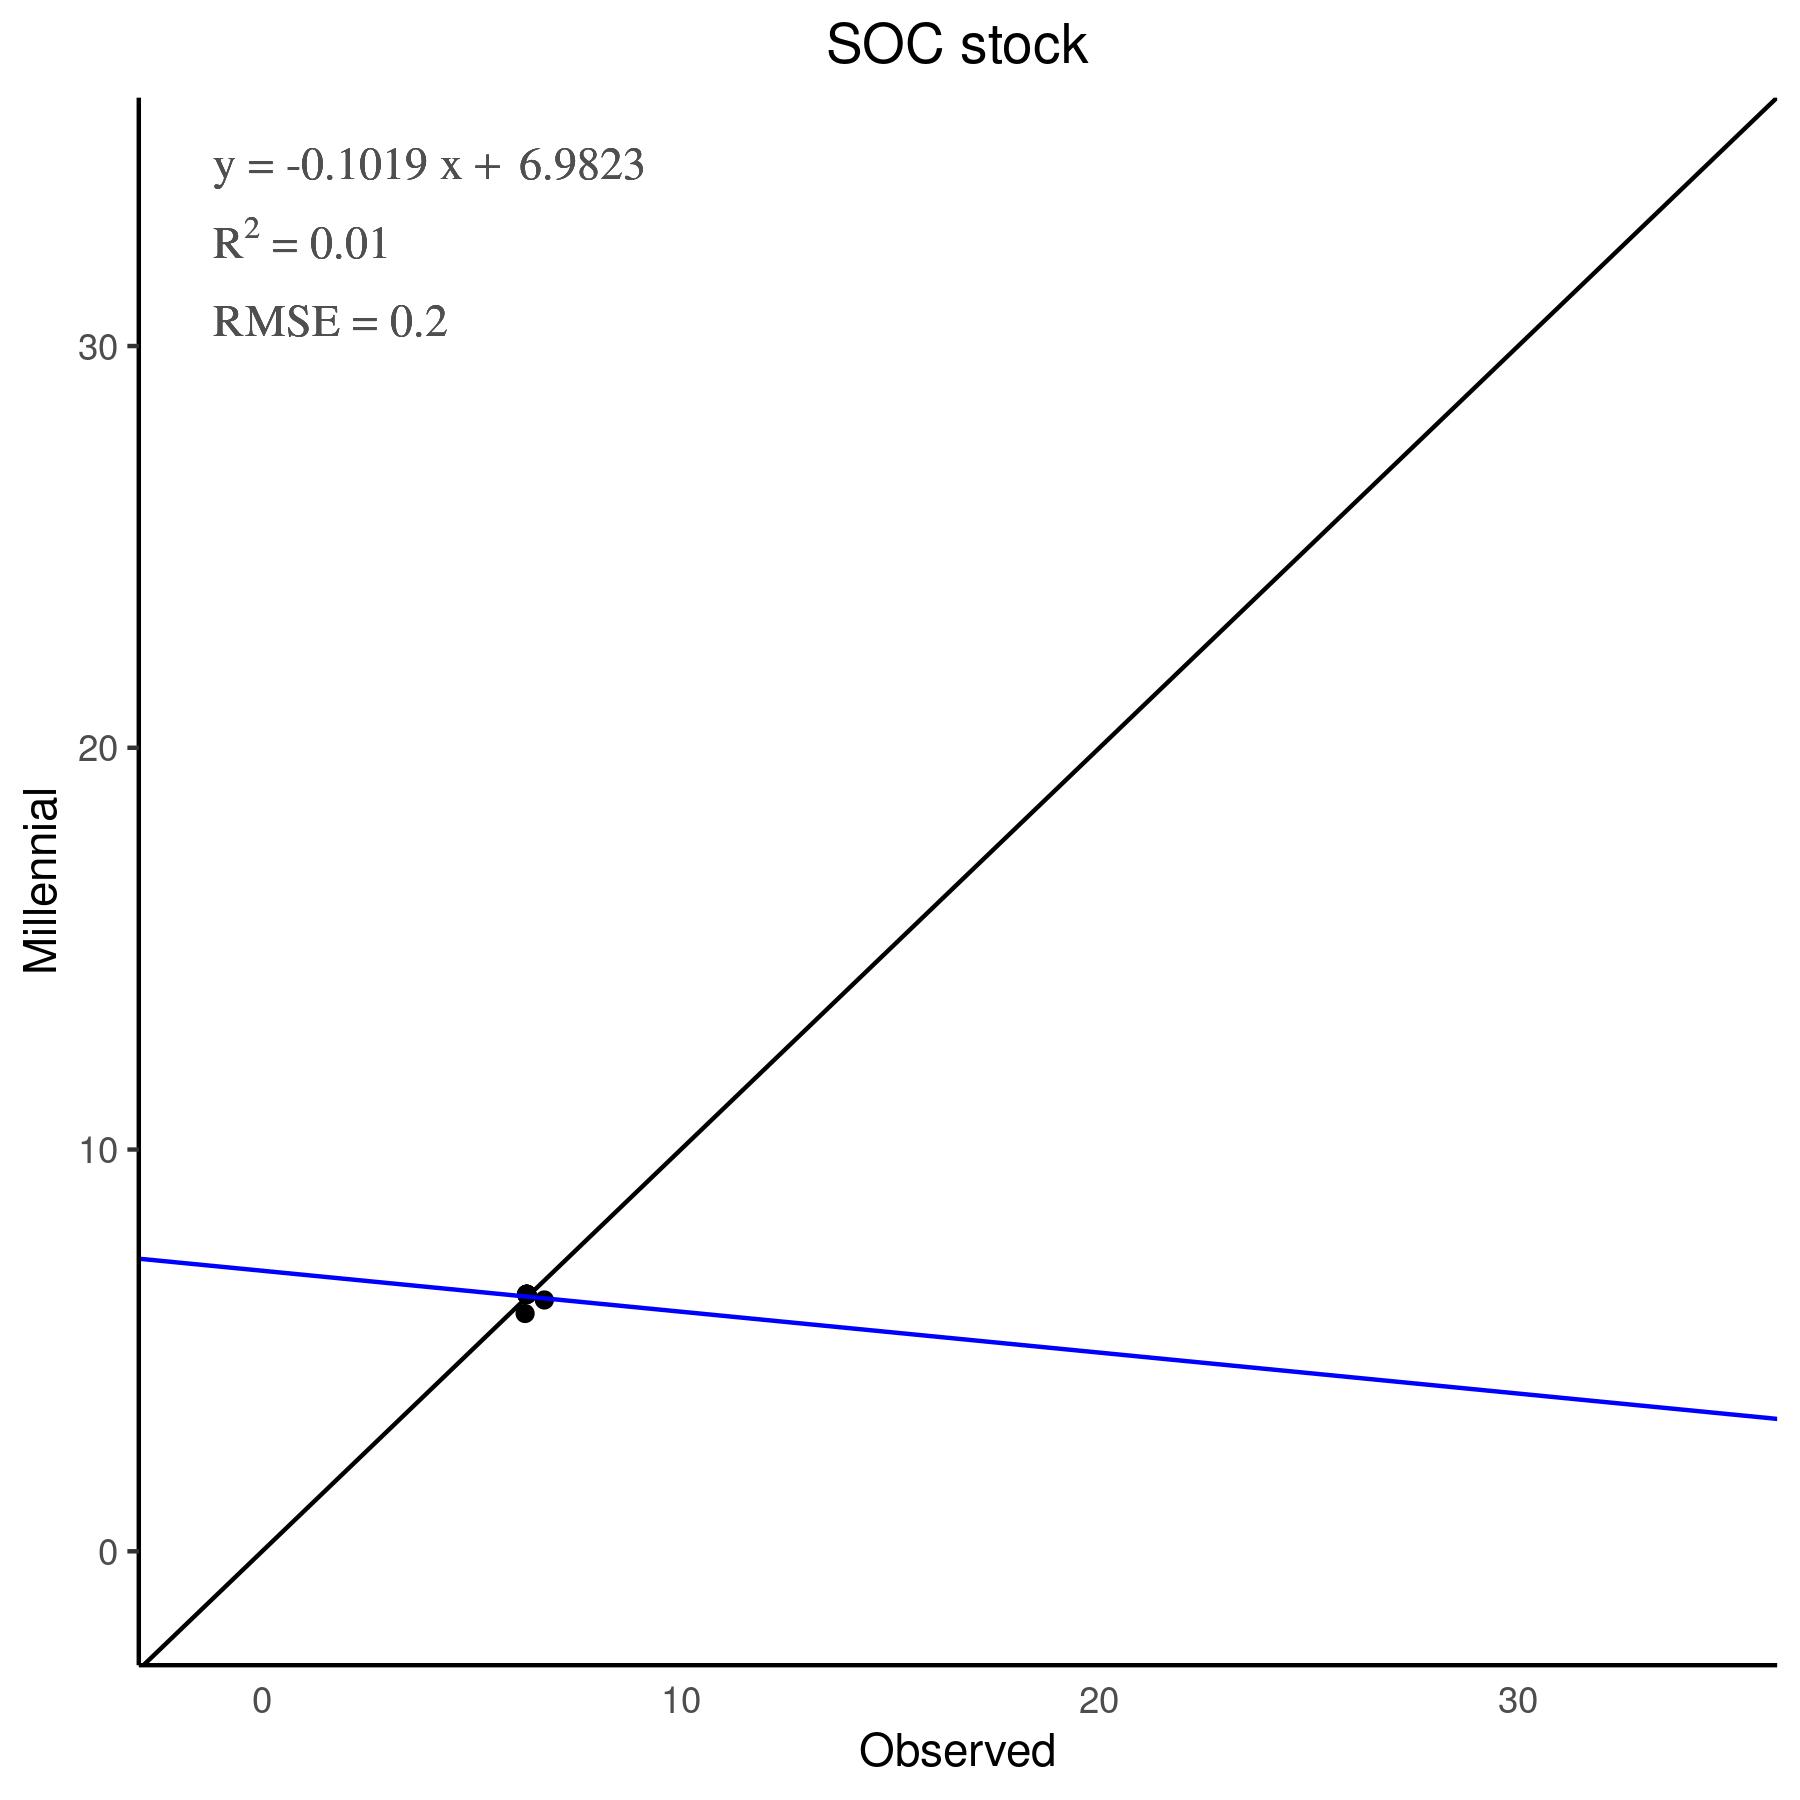 SOC stock
y = -0.1019 x + 6.9823
R² = 0.01
RMSE = 0.2
30
20
10
0
Millennial
0 10 20 30
Observed